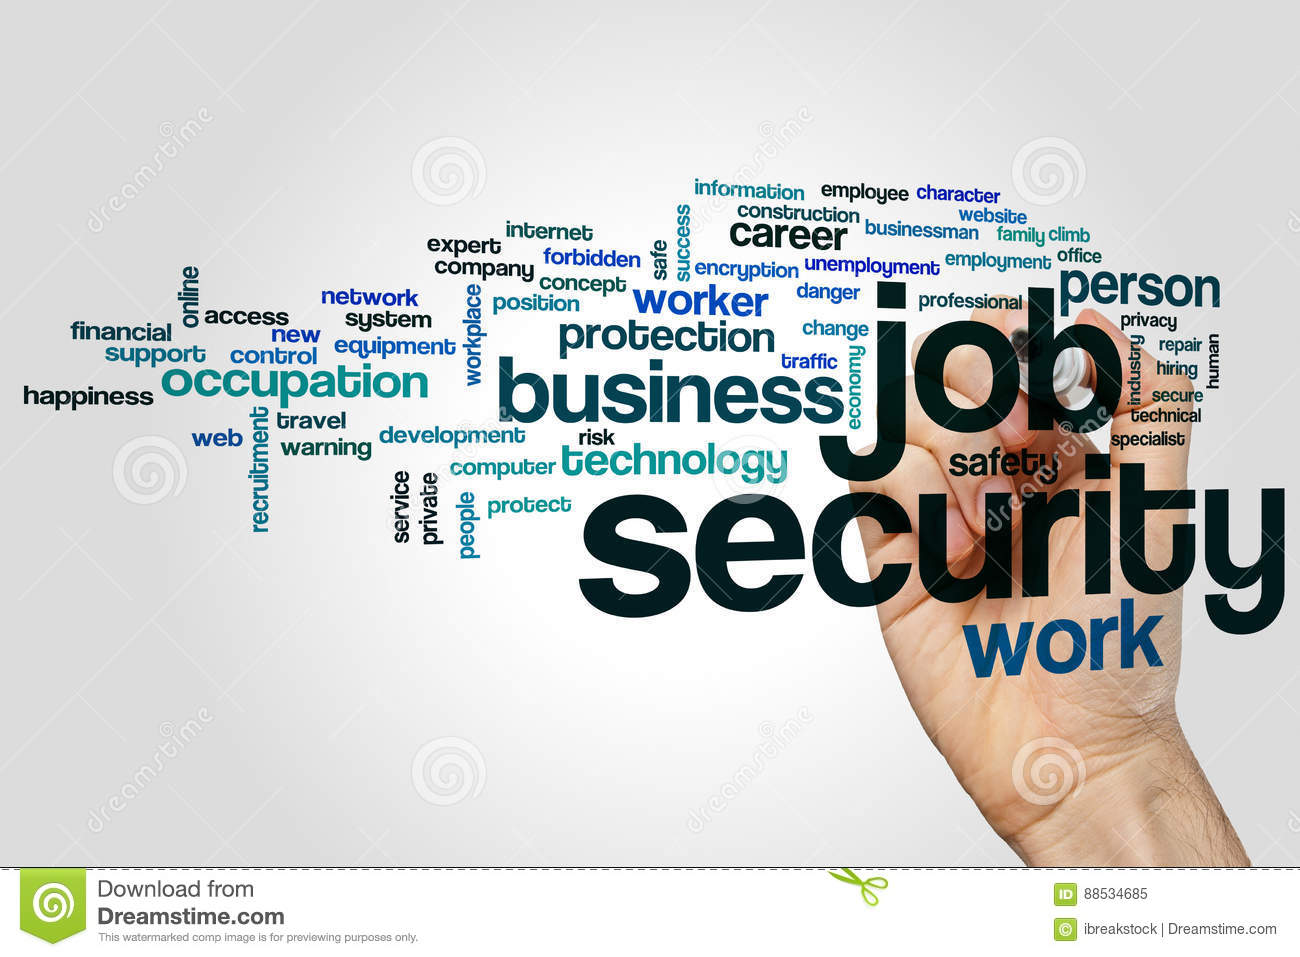 information employee character
construction website
career businessman family climb
success
safe
internet
expert forbidden encryption unemployment employment office
company concept
position worker danger professional person
online
network
workplace
financial access system protection change privacy
new
support control equipment traffic industry repair human
occupation business economy job hiring
happiness secure
recruitment
travel technical
web warning development risk specialist
computer technology safety
service
private
people
protect
security
work
dreamstime
dreamstime
dreamstime
dreamstime
Download from
Dreamstime.com
This watermarked comp image is for previewing purposes only.
ID 88534685
© ibreakstock | Dreamstime.com